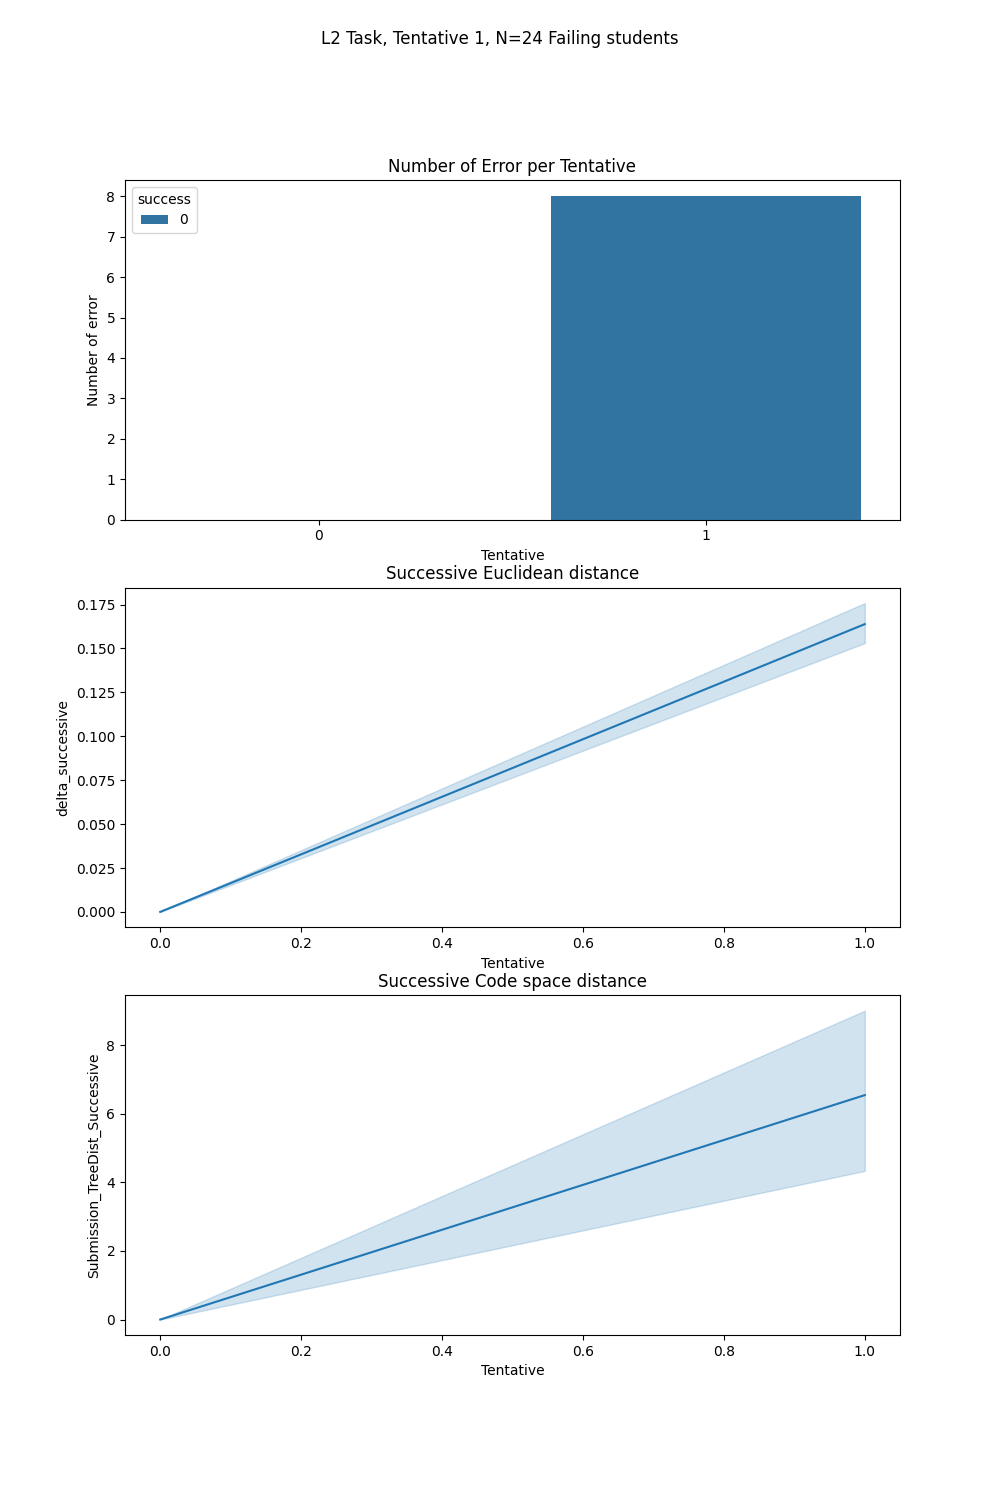 L2 Task, Tentative 1, N=24 Failing students
Number of Error per Tentative
success
0
Number of error
8
7
6
5
4
3
2
1
0
0 1
Tentative
Successive Euclidean distance
delta_successive
0.175
0.150
0.125
0.100
0.075
0.050
0.025
0.000
0.0 0.2 0.4 0.6 0.8 1.0
Tentative
Successive Code space distance
Submission_TreeDist_Successive
8
6
4
2
0
0.0 0.2 0.4 0.6 0.8 1.0
Tentative